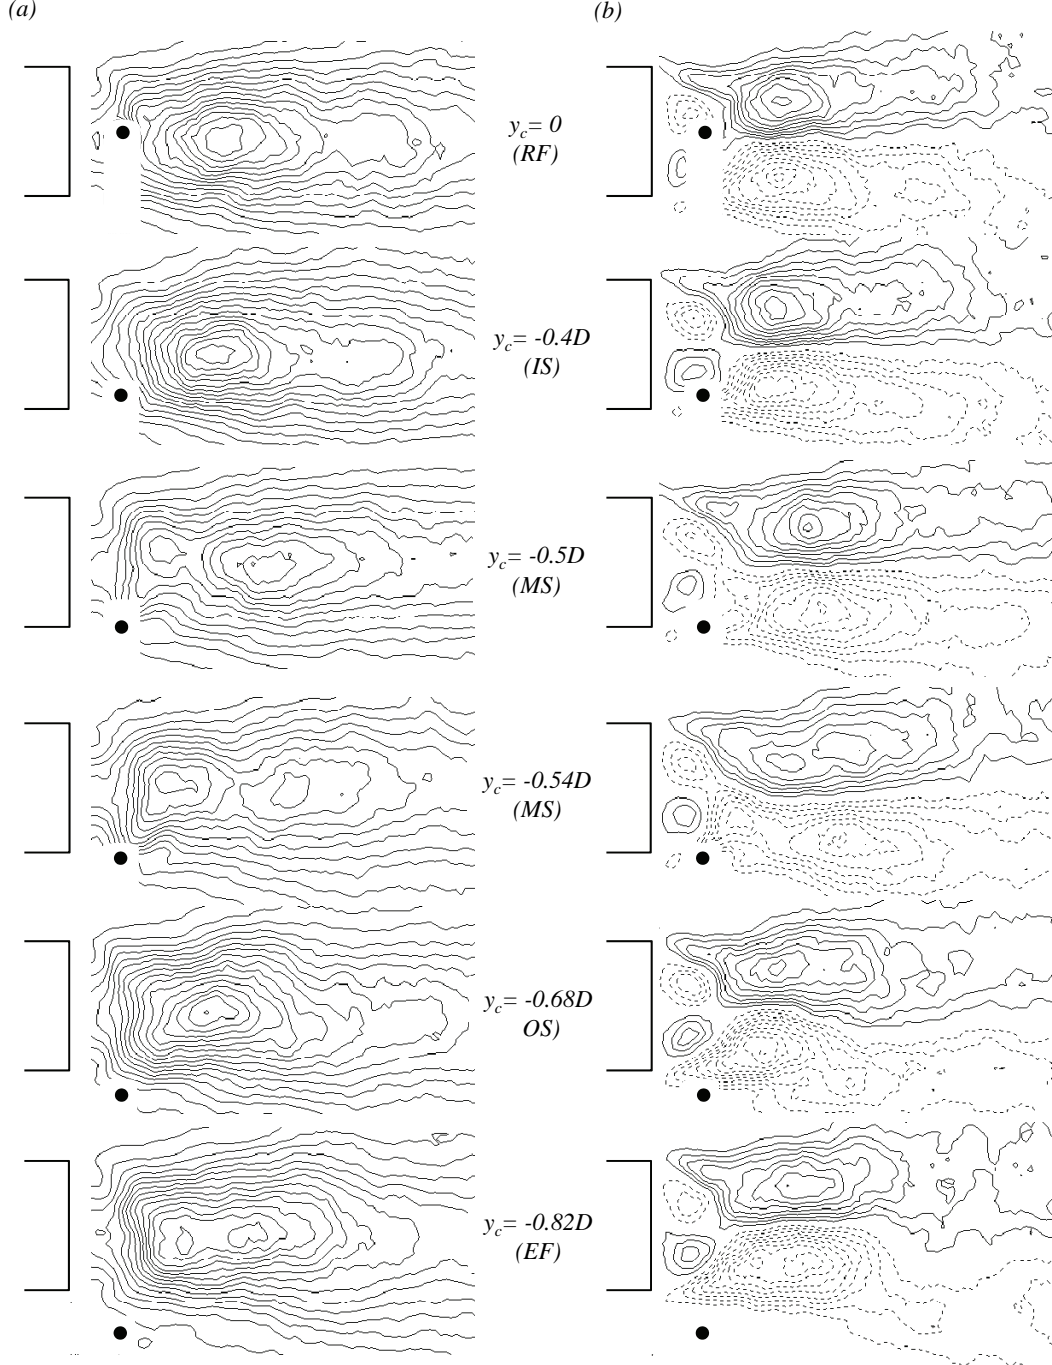 (a)
(b)
y_c= 0
(RF)
y_c= -0.4D
(IS)
y_c= -0.5D
(MS)
y_c= -0.54D
(MS)
y_c= -0.68D
OS)
y_c= -0.82D
(EF)